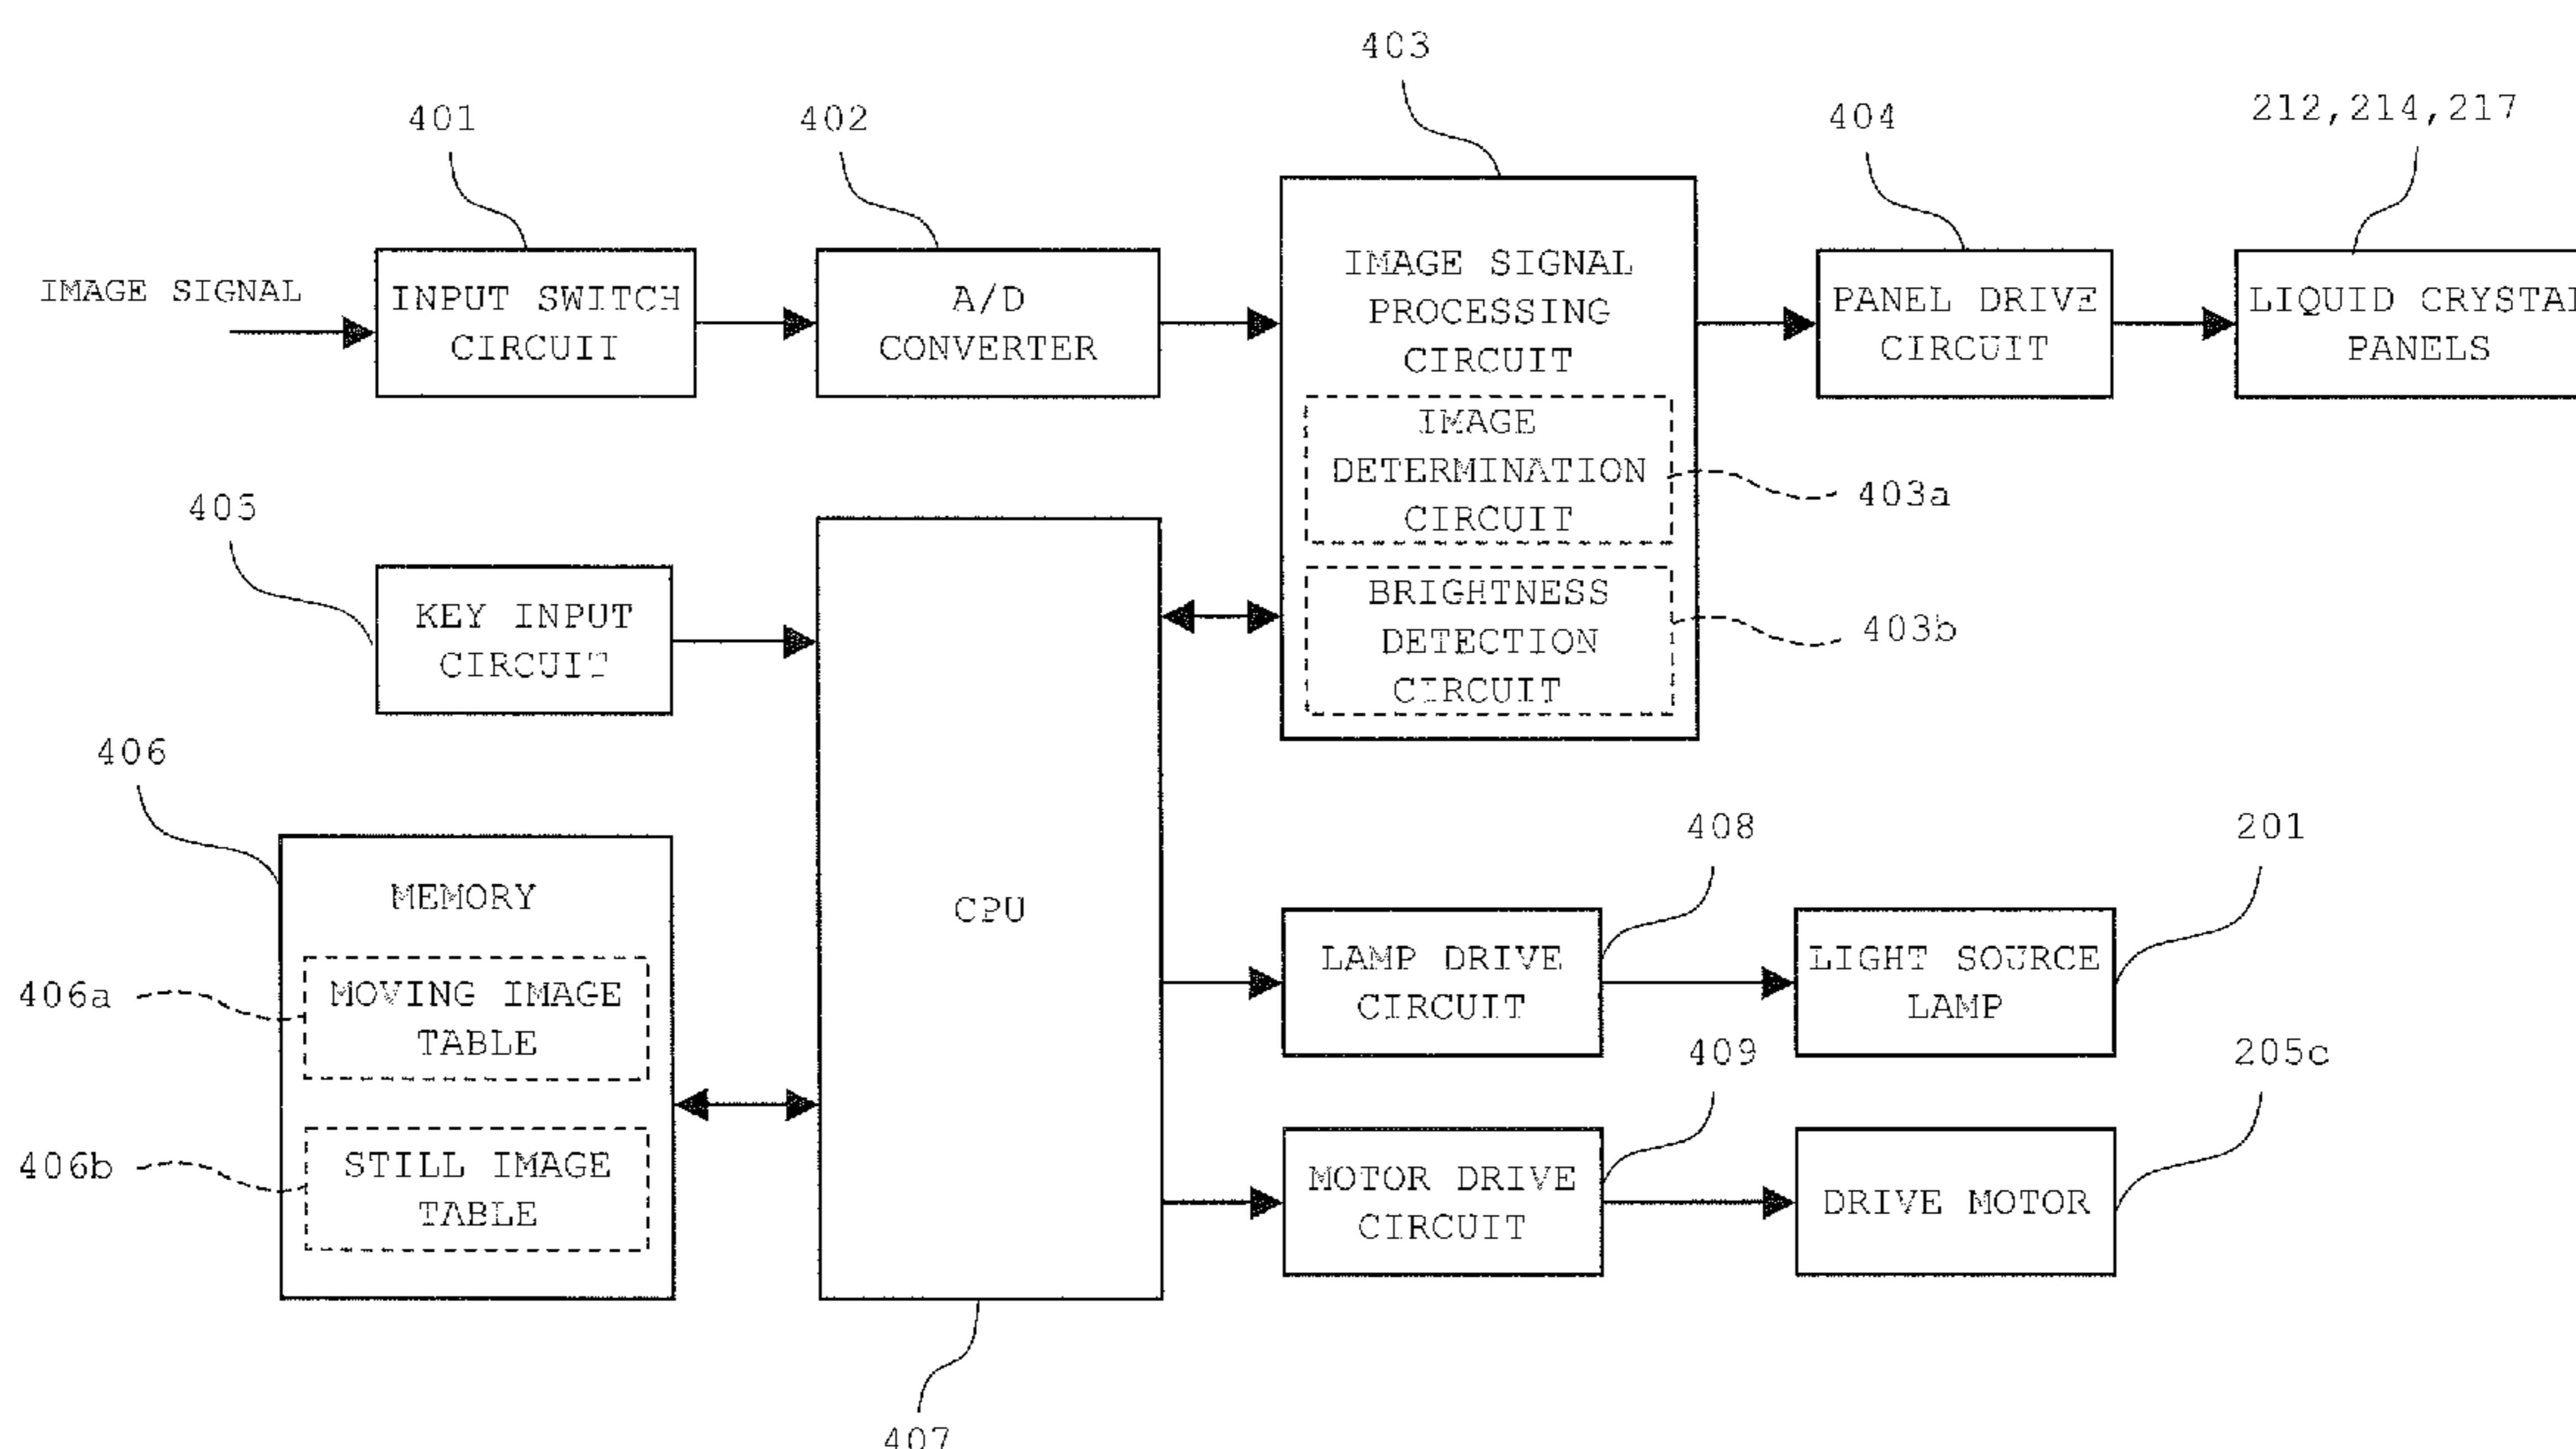 403
401
402
404
212,214,217
IMAGE SIGNAL
INPUT SWITCH
CIRCUIT
A/D
CONVERTER
IMAGE SIGNAL
PROCESSING
CIRCUIT
PANEL DRIVE
CIRCUIT
LIQUID CRYSTAL
PANELS
IMAGE
DETERMINATION
CIRCUIT
403a
BRIGHTNESS
DETECTION
CIRCUIT
403b
405
KEY INPUT
CIRCUIT
406
MEMORY
406a
MOVING IMAGE
TABLE
406b
STILL IMAGE
TABLE
CPU
407
408
LAMP DRIVE
CIRCUIT
201
LIGHT SOURCE
LAMP
409
MOTOR DRIVE
CIRCUIT
205c
DRIVE MOTOR